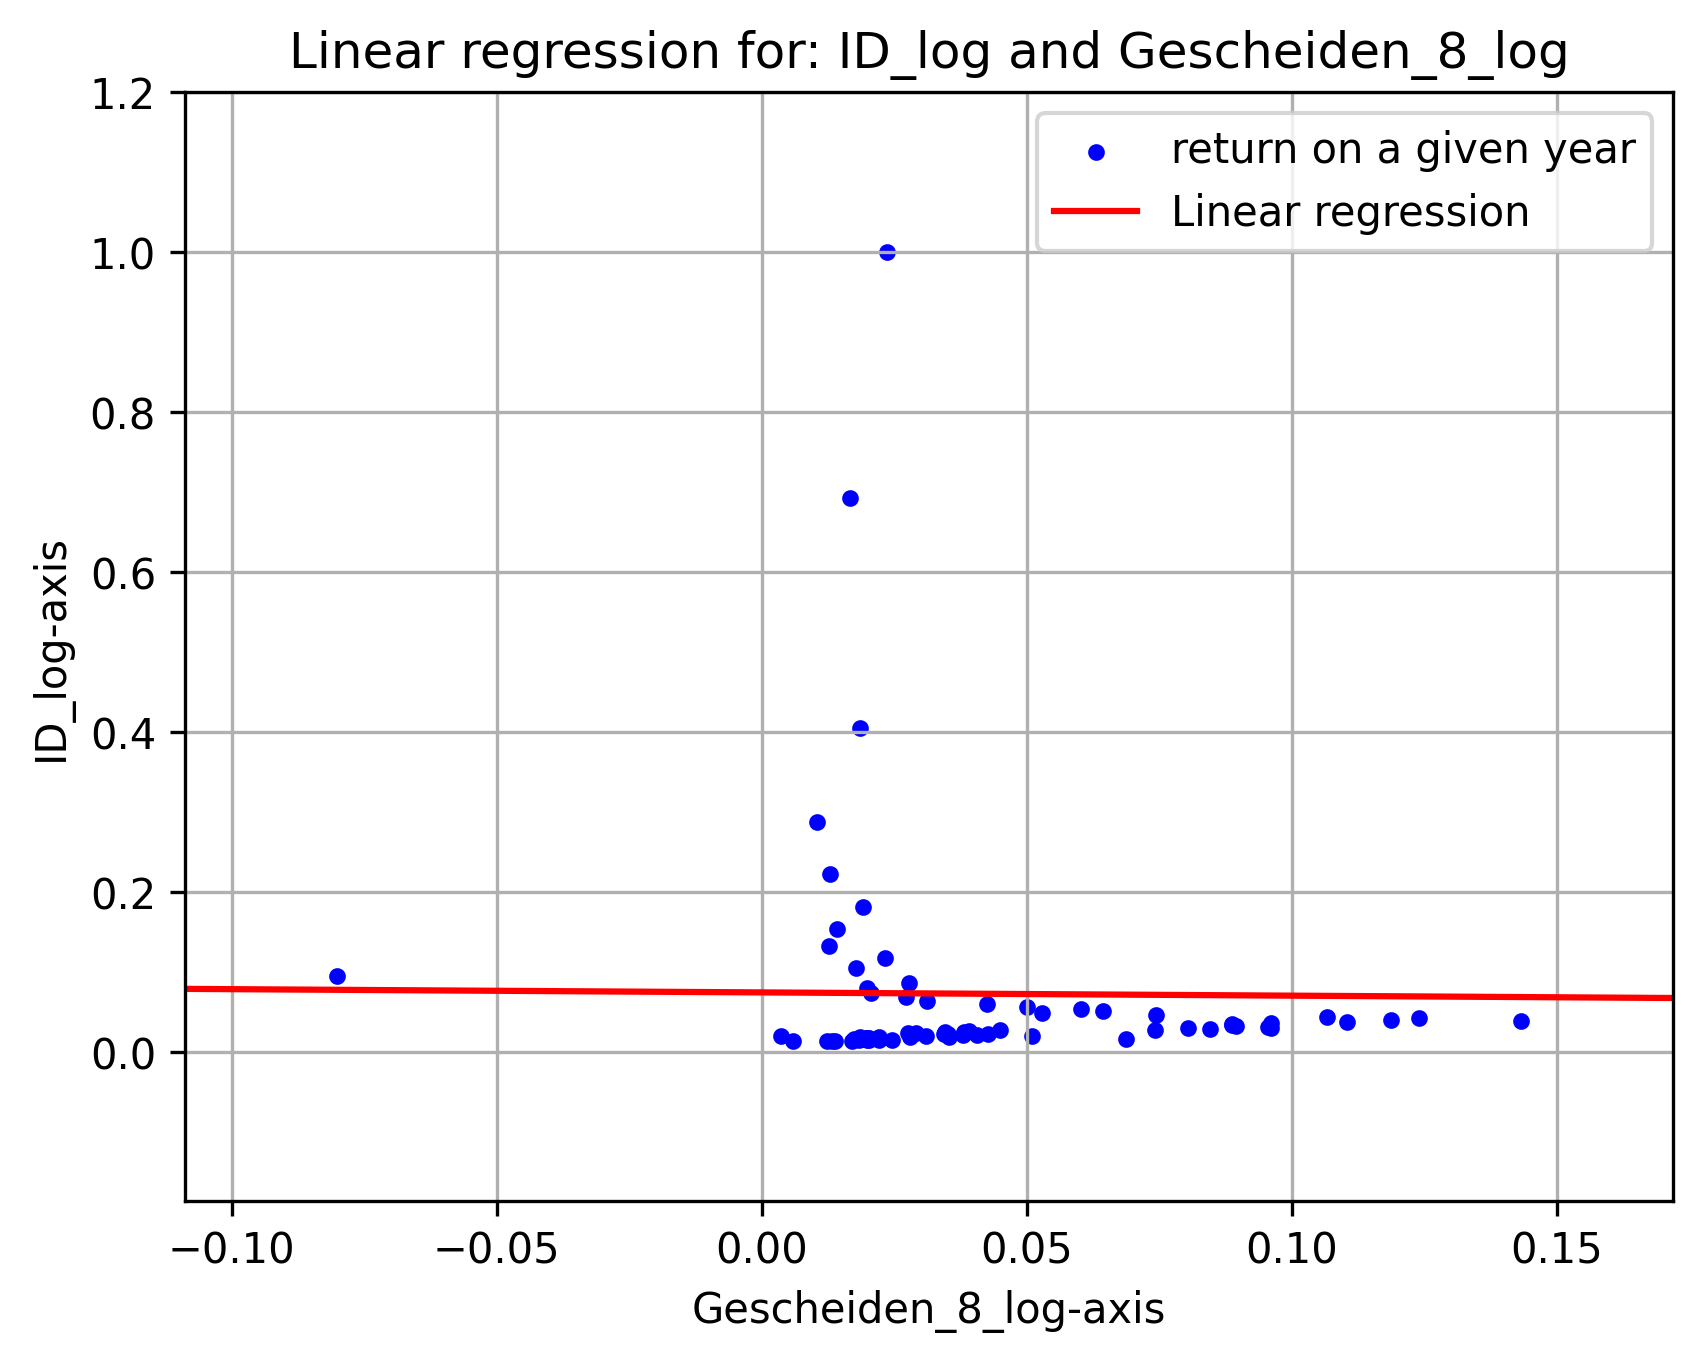 Linear regression for: ID_log and Gescheiden_8_log
return on a given year
Linear regression
1.2
1.0
0.8
0.6
0.4
0.2
0.0
ID_log-axis
−0.10
−0.05
0.00
0.05
0.10
0.15
Gescheiden_8_log-axis